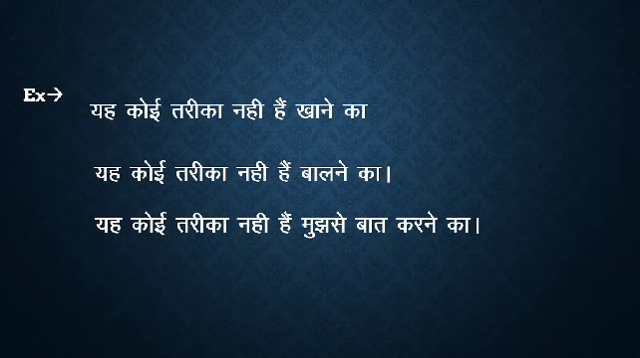 Ex→ यह कोई तरीका नही हैं खाने का
यह कोई तरीका नही हैं बालने का।
यह कोई तरीका नही हैं मुझसे बात करने का।